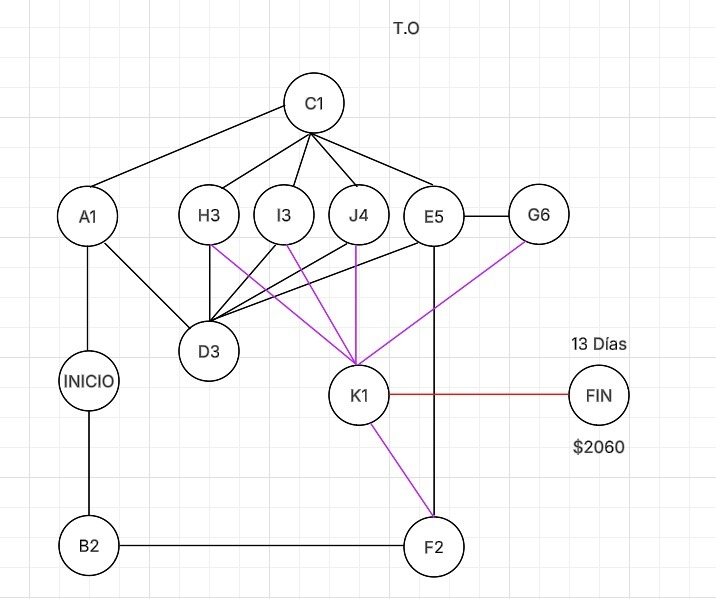 T.O
C1
A1
H3
I3
J4
E5
G6
D3
13 Días
INICIO
K1
FIN
$2060
B2
F2